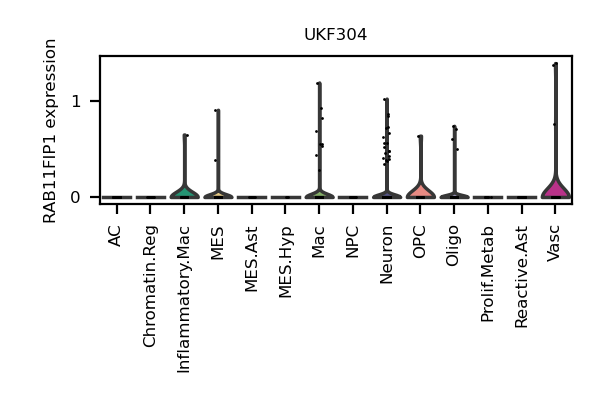 UKF304
RAB11FIP1 expression
1
0
AC
Chromatin.Reg
Inflammatory.Mac
MES
MES.Ast
MES.Hyp
Mac
NPC
Neuron
OPC
Oligo
Prolif.Metab
Reactive.Ast
Vasc